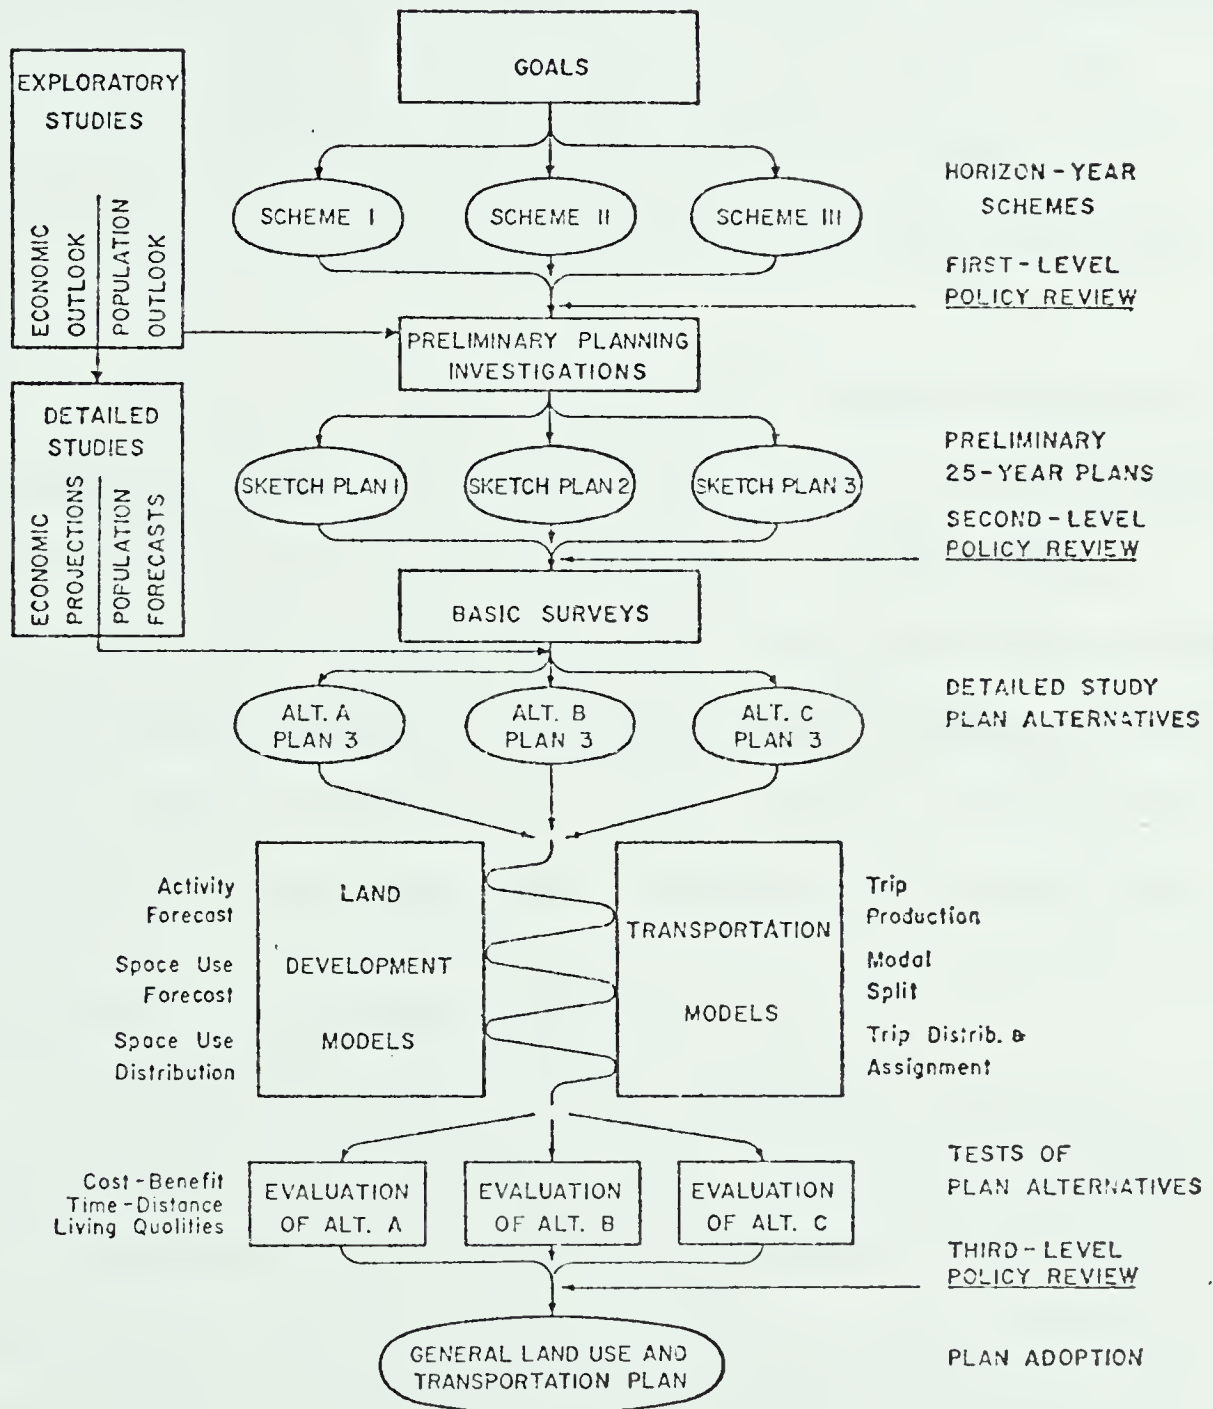 GOALS
EXPLORATORY
STUDIES
ECONOMIC
OUTLOOK
POPULATION
OUTLOOK
SCHEME I
SCHEME II
SCHEME III
HORIZON-YEAR
SCHEMES
FIRST-LEVEL
POLICY REVIEW
PRELIMINARY PLANNING
INVESTIGATIONS
DETAILED
STUDIES
ECONOMIC
PROJECTIONS
POPULATION
FORECASTS
SKETCH PLAN 1
SKETCH PLAN 2
SKETCH PLAN 3
PRELIMINARY
25-YEAR PLANS
SECOND-LEVEL
POLICY REVIEW
BASIC SURVEYS
ALT. A
PLAN 3
ALT. B
PLAN 3
ALT. C
PLAN 3
DETAILED STUDY
PLAN ALTERNATIVES
Activity
Forecast
Space Use
Forecast
Space Use
Distribution
LAND
DEVELOPMENT
MODELS
TRANSPORTATION
MODELS
Trip
Production
Modal
Split
Trip Distrib. &
Assignment
Cost-Benefit
Time-Distance
Living Qualities
EVALUATION
OF ALT. A
EVALUATION
OF ALT. B
EVALUATION
OF ALT. C
TESTS OF
PLAN ALTERNATIVES
THIRD-LEVEL
POLICY REVIEW
GENERAL LAND USE AND
TRANSPORTATION PLAN
PLAN ADOPTION